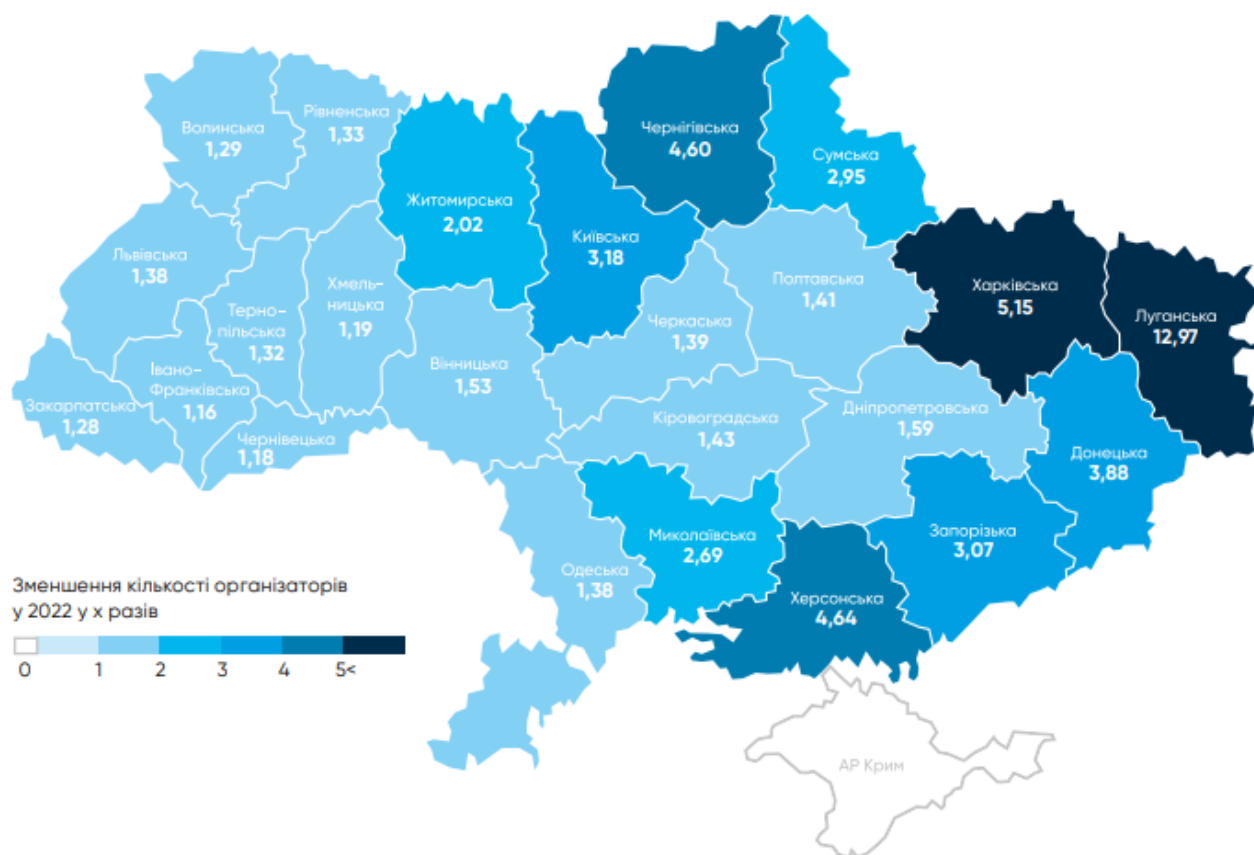 Волинська
1,29
Рівненська
1,33
Житомирська
2,02
Київська
3,18
Чернігівська
4,60
Сумська
2,95
Львівська
1,38
Терно-
пільська
1,32
Хмель-
ницька
1,19
Вінницька
1,53
Черкаська
1,39
Полтавська
1,41
Харківська
5,15
Луганська
12,97
Закарпатська
1,28
Івано-
Франківська
1,16
Чернівецька
1,18
Кіровоградська
1,43
Дніпропетровська
1,59
Донецька
3,88
Одеська
1,38
Миколаївська
2,69
Херсонська
4,64
Запорізька
3,07
АР Крим
Зменшення кількості організаторів
у 2022 у х разів
0 1 2 3 4 5<